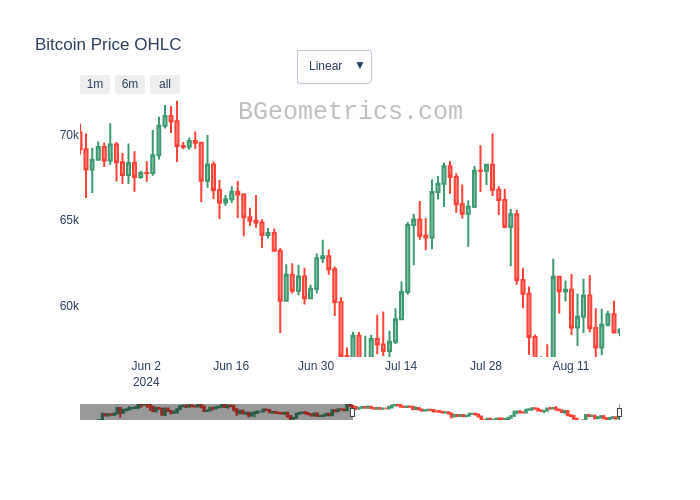 Bitcoin Price OHLC
Linear ▼
1m 6m all
BGeometrics.com
70k
65k
60k
Jun 2 Jun 16 Jun 30 Jul 14 Jul 28 Aug 11
2024